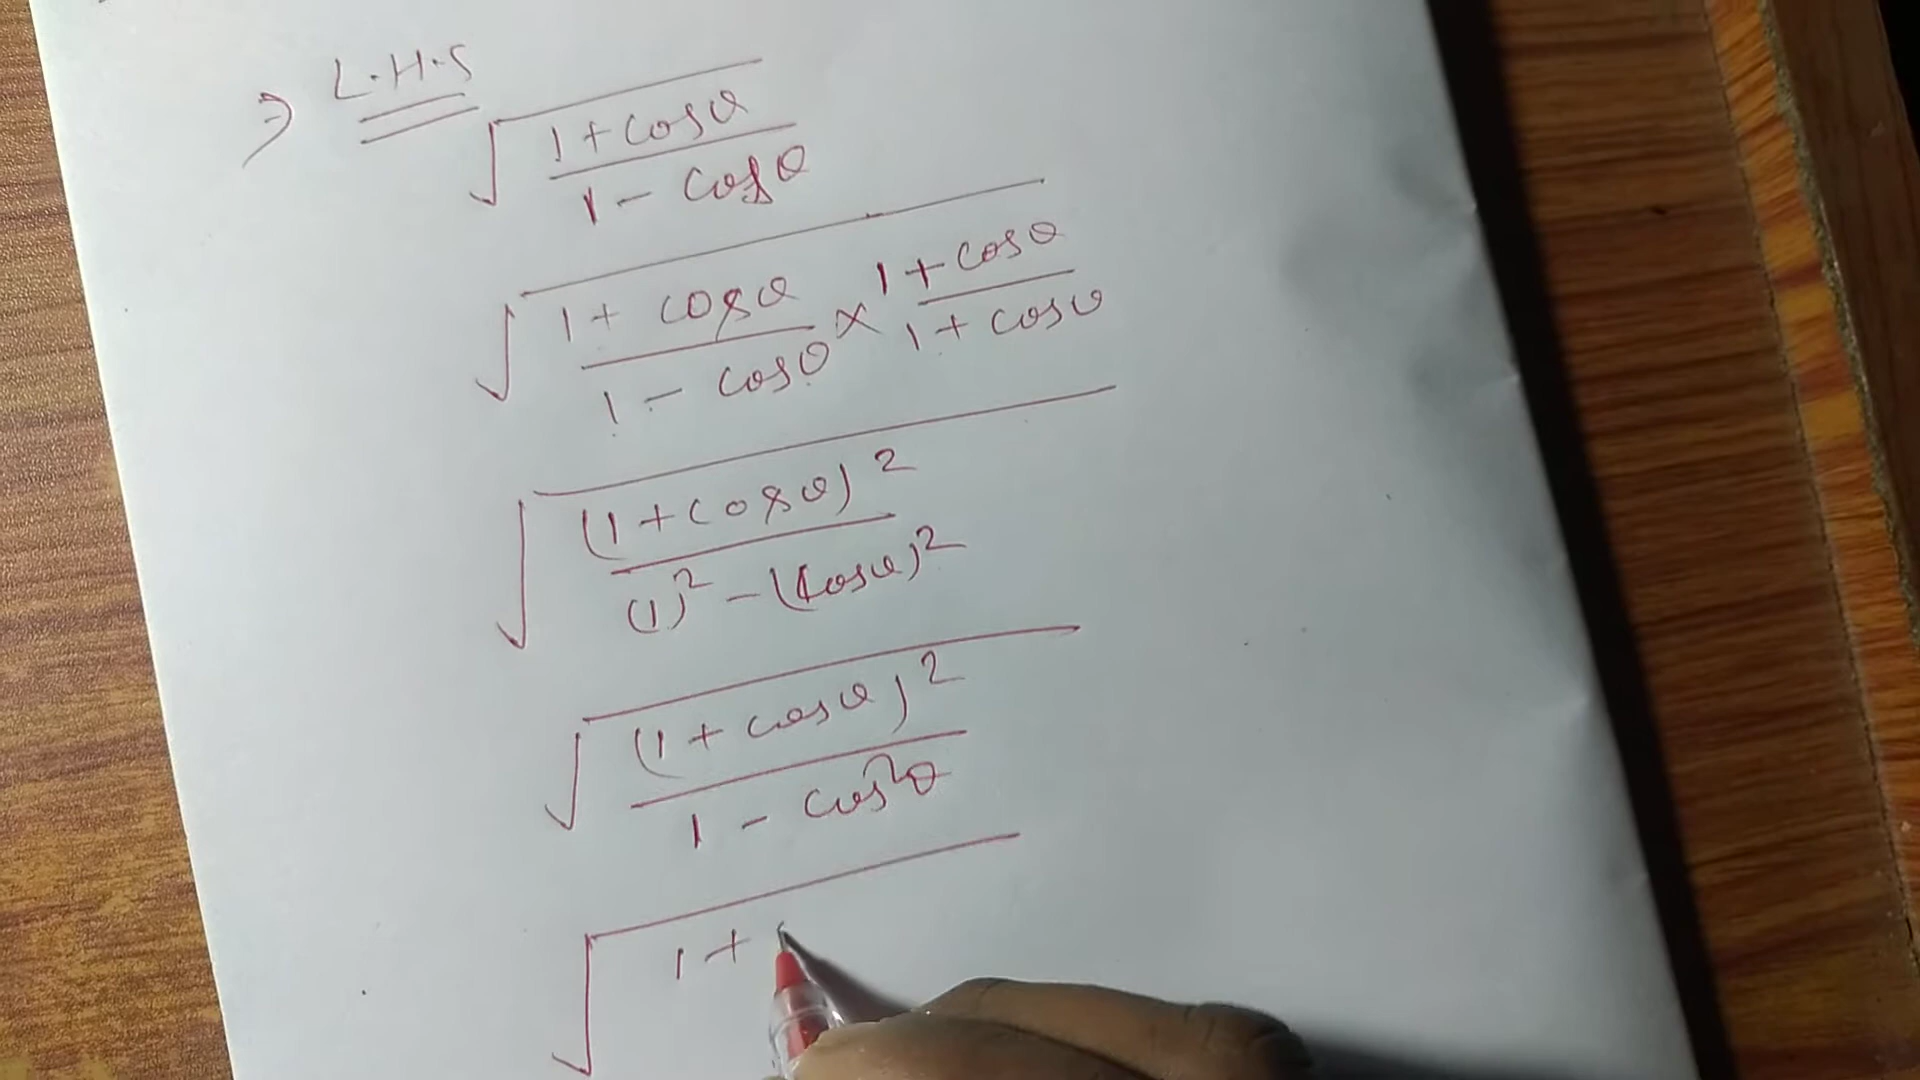 ⇒ L.H.S
√((1+cosθ)/(1-cosθ))
√((1+cosθ)/(1-cosθ) × (1+cosθ)/(1+cosθ))
√((1+cosθ)²/((1)²-(cosθ)²))
√((1+cosθ)²/(1-cos²θ))
√(1+